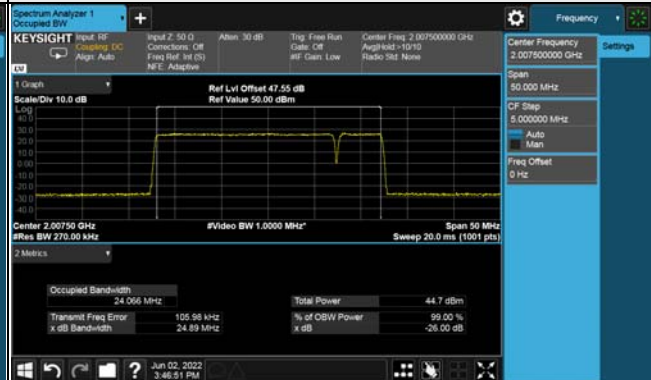 Spectrum Analyzer 1
Occupied BW
Frequency
KEYSIGHT
Input: RF
Coupling: DC
Align: Auto
Input Z: 50 Ω
Corrections: Off
Freq Ref: Int (S)
NFE: Adaptive
Atten: 30 dB
Trig: Free Run
Gate: Off
#IF Gain: Low
Center Freq: 2.007500000 GHz
Avg|Hold:>10/10
Radio Std: None
Center Frequency
2.007500000 GHz
Settings
Span
50.000 MHz
CF Step
5.000000 MHz
Auto
Man
Freq Offset
0 Hz
1 Graph
Scale/Div 10.0 dB
Ref Lvl Offset 47.55 dB
Ref Value 50.00 dBm
Log
40.0
30.0
20.0
10.0
0.00
-10.0
-20.0
-30.0
-40.0
Center 2.00750 GHz
#Res BW 270.00 kHz
#Video BW 1.0000 MHz*
Span 50 MHz
Sweep 20.0 ms (1001 pts)
2 Metrics
Occupied Bandwidth
24.066 MHz
Total Power 44.7 dBm
Transmit Freq Error 105.98 kHz
% of OBW Power 99.00 %
x dB Bandwidth 24.89 MHz
x dB -26.00 dB
Jun 02, 2022
3:46:51 PM